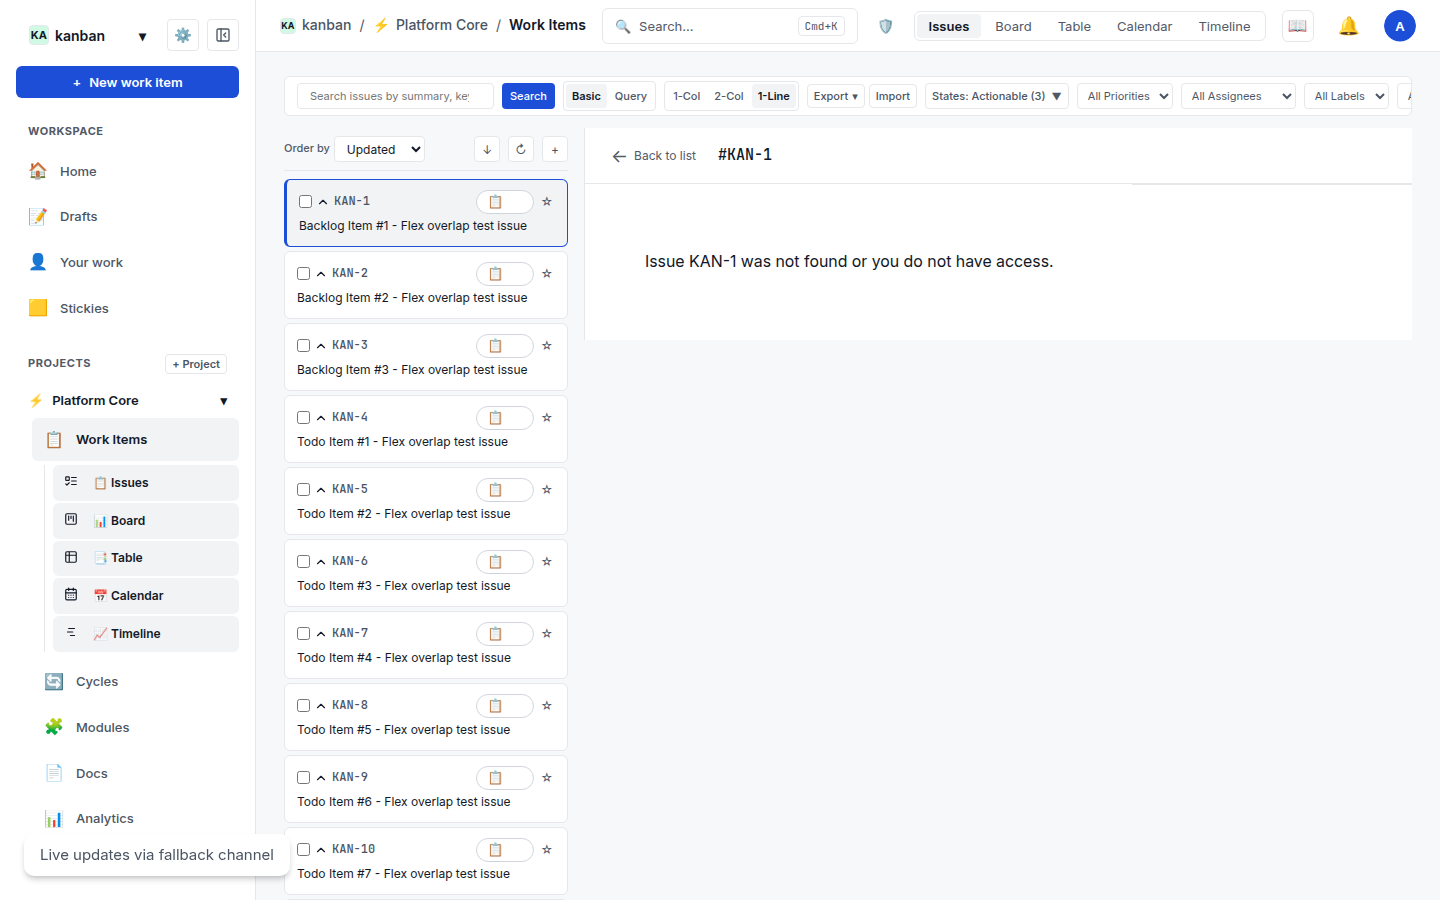 KA kanban ▾
+ New work item
WORKSPACE
Home
Drafts
Your work
Stickies
PROJECTS
+ Project
Platform Core ▾
Work Items
Issues
Board
Table
Calendar
Timeline
Cycles
Modules
Docs
Analytics
Live updates via fallback channel
KA kanban / Platform Core / Work Items
Search...
Cmd+K
Issues Board Table Calendar Timeline
A
Search issues by summary, key
Search
Basic Query
1-Col 2-Col 1-Line
Export ▾
Import
States: Actionable (3) ▼
All Priorities
All Assignees
All Labels
Order by Updated
KAN-1
Backlog Item #1 - Flex overlap test issue
KAN-2
Backlog Item #2 - Flex overlap test issue
KAN-3
Backlog Item #3 - Flex overlap test issue
KAN-4
Todo Item #1 - Flex overlap test issue
KAN-5
Todo Item #2 - Flex overlap test issue
KAN-6
Todo Item #3 - Flex overlap test issue
KAN-7
Todo Item #4 - Flex overlap test issue
KAN-8
Todo Item #5 - Flex overlap test issue
KAN-9
Todo Item #6 - Flex overlap test issue
KAN-10
Todo Item #7 - Flex overlap test issue
← Back to list #KAN-1
Issue KAN-1 was not found or you do not have access.